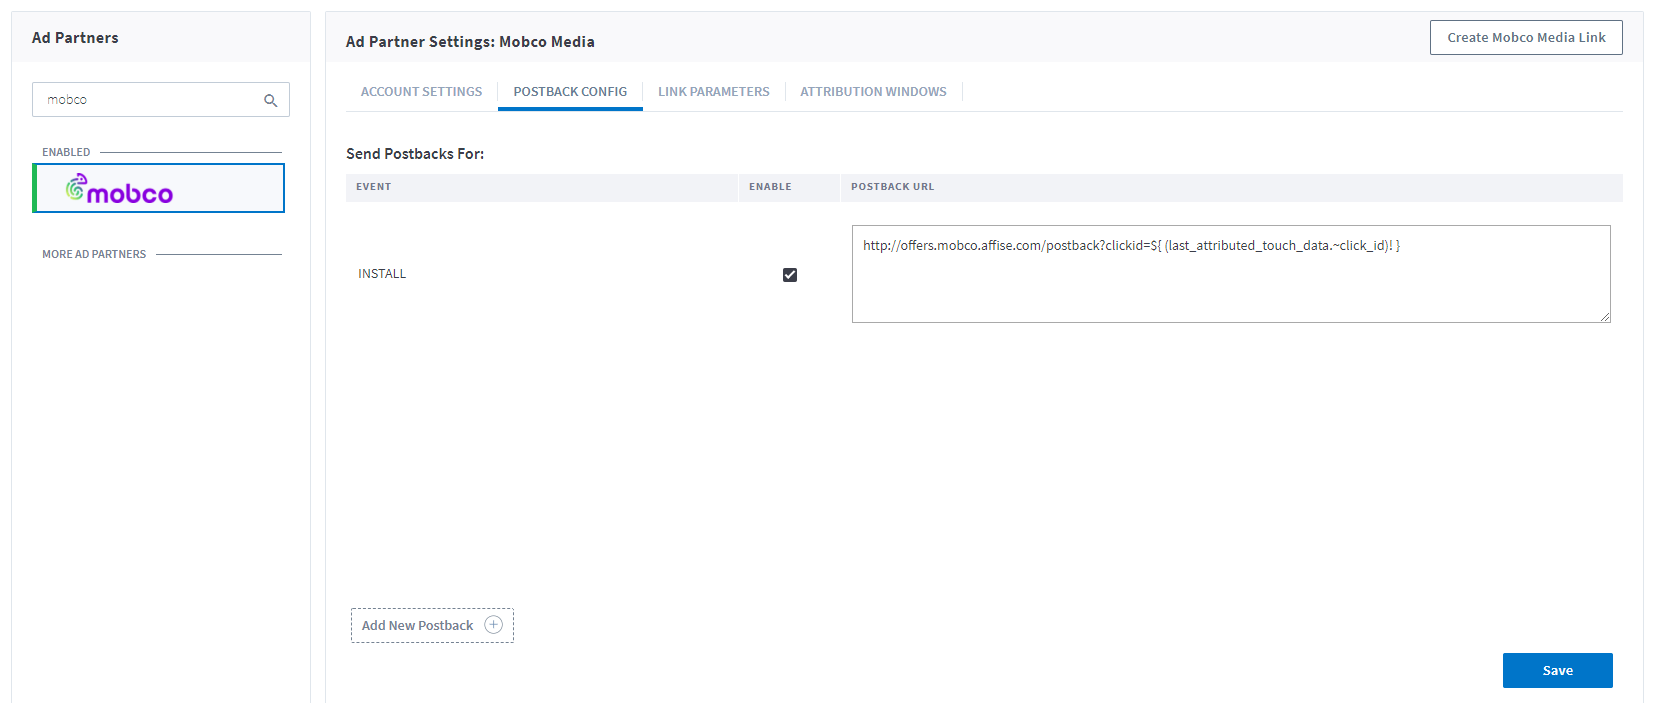 Ad Partners
mobco
ENABLED
mobco
MORE AD PARTNERS
Ad Partner Settings: Mobco Media
Create Mobco Media Link
ACCOUNT SETTINGS
POSTBACK CONFIG
LINK PARAMETERS
ATTRIBUTION WINDOWS
Send Postbacks For:
EVENT
ENABLE
POSTBACK URL
INSTALL
http://offers.mobco.affise.com/postback?clickid=${ (last_attributed_touch_data.~click_id)! }
Add New Postback
Save